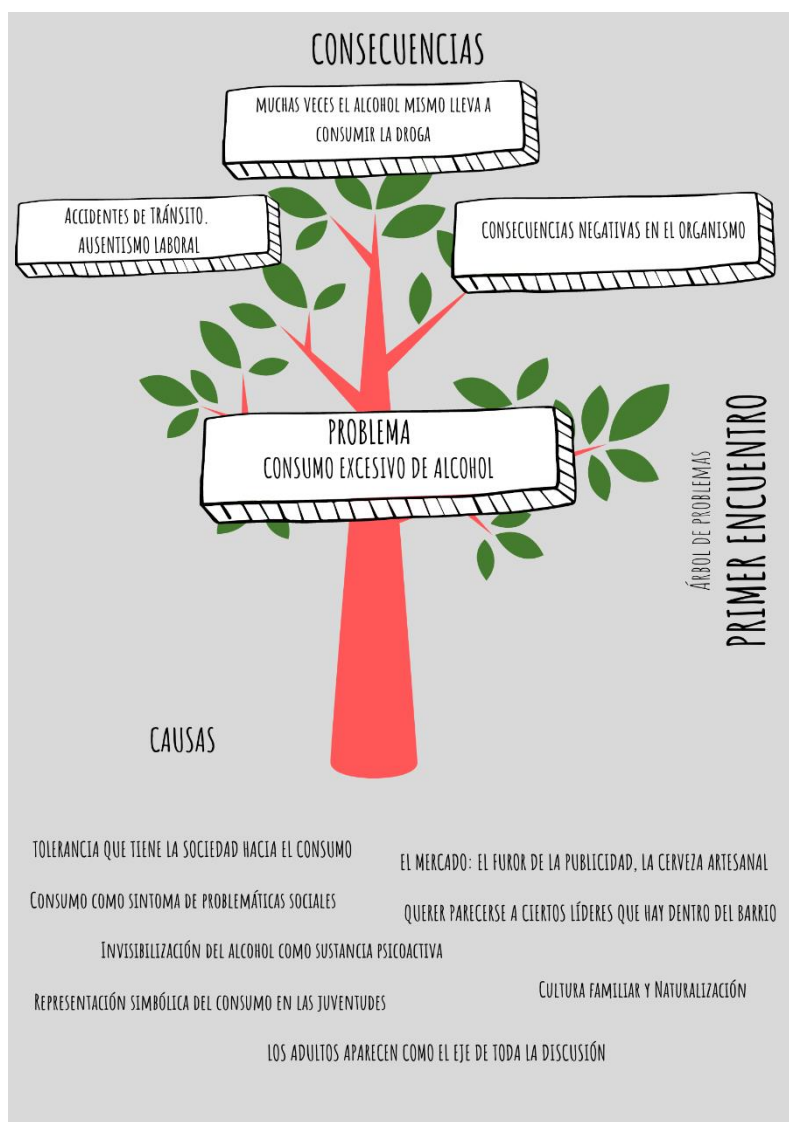 CONSECUENCIAS
MUCHAS VECES EL ALCOHOL MISMO LLEVA A
CONSUMIR LA DROGA
ACCIDENTES DE TRÁNSITO.
AUSENTISMO LABORAL
CONSECUENCIAS NEGATIVAS EN EL ORGANISMO
PROBLEMA
CONSUMO EXCESIVO DE ALCOHOL
ÁRBOL DE PROBLEMAS
PRIMER ENCUENTRO
CAUSAS
TOLERANCIA QUE TIENE LA SOCIEDAD HACIA EL CONSUMO
EL MERCADO: EL FUROR DE LA PUBLICIDAD, LA CERVEZA ARTESANAL
CONSUMO COMO SINTOMA DE PROBLEMÁTICAS SOCIALES
QUERER PARECERSE A CIERTOS LÍDERES QUE HAY DENTRO DEL BARRIO
INVISIBILIZACIÓN DEL ALCOHOL COMO SUSTANCIA PSICOACTIVA
CULTURA FAMILIAR Y NATURALIZACIÓN
REPRESENTACIÓN SIMBÓLICA DEL CONSUMO EN LAS JUVENTUDES
LOS ADULTOS APARECEN COMO EL EJE DE TODA LA DISCUSIÓN